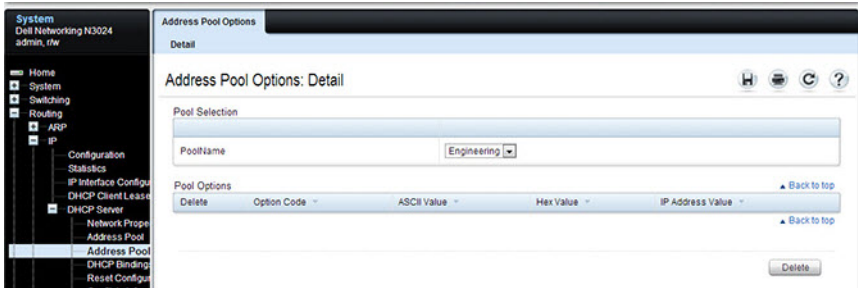 System
Dell Networking N3024
admin, r/w
Home
System
Switching
Routing
ARP
IP
Configuration
Statistics
IP Interface Configu
DHCP Client Lease
DHCP Server
Network Prope
Address Pool
Address Pool
DHCP Bindings
Reset Configur
Address Pool Options
Detail
Address Pool Options: Detail
Pool Selection
PoolName Engineering
Pool Options Back to top
Delete Option Code ASCII Value Hex Value IP Address Value
Back to top
Delete